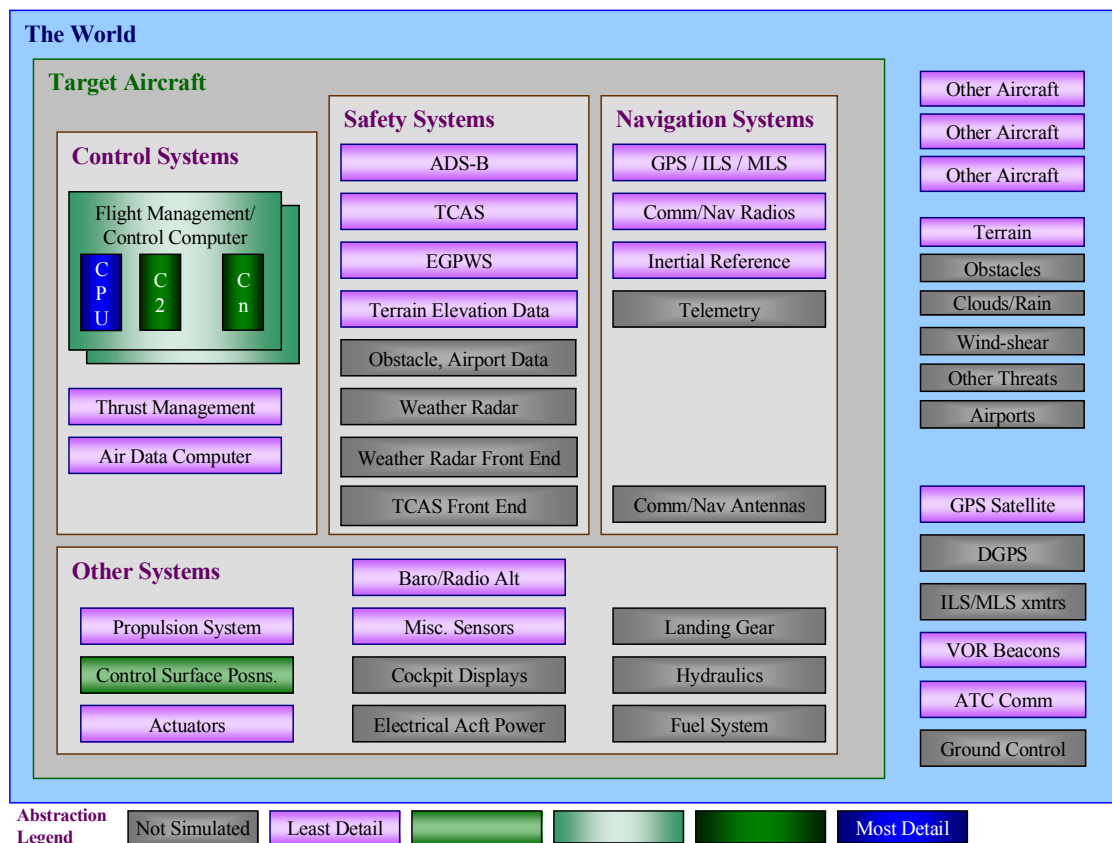 The World
Target Aircraft
Control Systems
Flight Management/
Control Computer
C
P
U
C
2
C
n
Thrust Management
Air Data Computer
Safety Systems
ADS-B
TCAS
EGPWS
Terrain Elevation Data
Obstacle, Airport Data
Weather Radar
Weather Radar Front End
TCAS Front End
Navigation Systems
GPS / ILS / MLS
Comm/Nav Radios
Inertial Reference
Telemetry
Comm/Nav Antennas
Other Systems
Propulsion System
Control Surface Posns.
Actuators
Baro/Radio Alt
Misc. Sensors
Cockpit Displays
Electrical Acft Power
Landing Gear
Hydraulics
Fuel System
Other Aircraft
Other Aircraft
Other Aircraft
Terrain
Obstacles
Clouds/Rain
Wind-shear
Other Threats
Airports
GPS Satellite
DGPS
ILS/MLS xmtrs
VOR Beacons
ATC Comm
Ground Control
Abstraction
Legend
Not Simulated
Least Detail
Most Detail